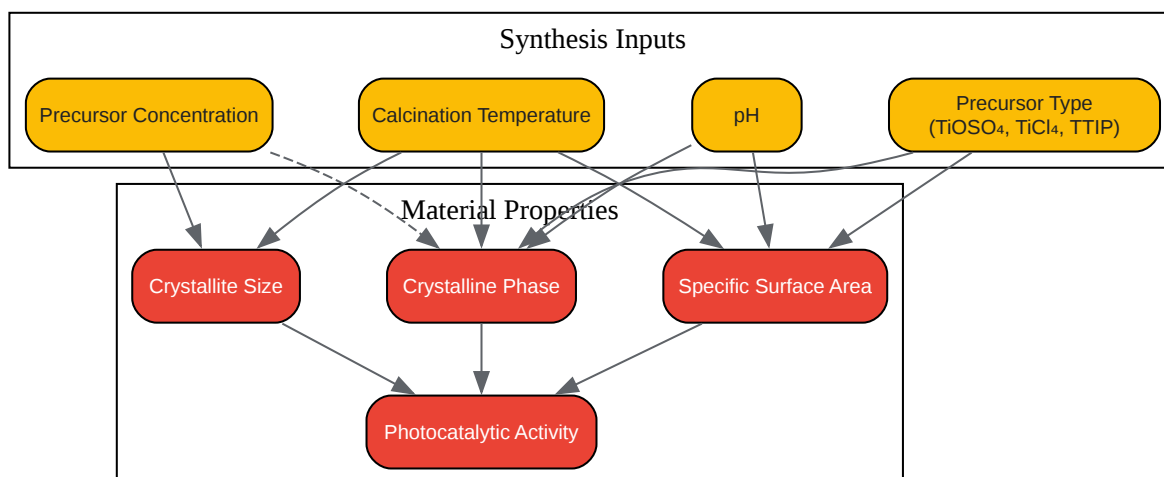 Synthesis Inputs
Precursor Concentration
Calcination Temperature
pH
Precursor Type
(TiOSO₄, TiCl₄, TTIP)
Material Properties
Crystallite Size
Crystalline Phase
Specific Surface Area
Photocatalytic Activity